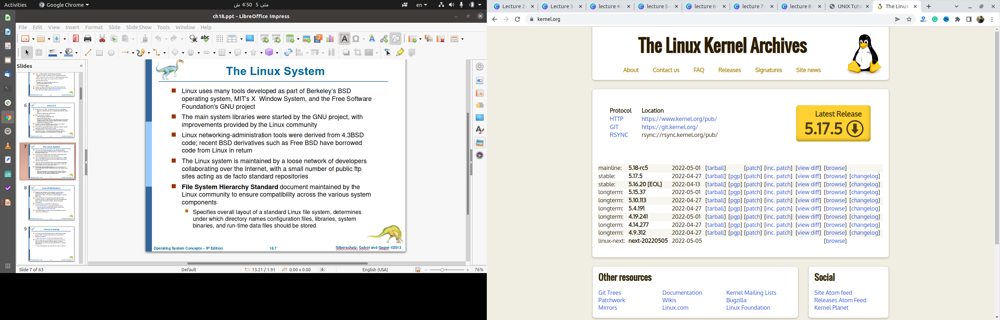 Activities
Google Chrome
مئی 5 4:50 ش
en
ch18.ppt - LibreOffice Impress
File Edit View Insert Format Slide Slide Show Tools Window Help
Slides
6
Linux 2.0
7
The Linux System
8
Linux Distributions
9
Linux Licensing
The Linux System
Linux uses many tools developed as part of Berkeley’s BSD
operating system, MIT’s X Window System, and the Free Software
Foundation's GNU project
The main system libraries were started by the GNU project, with
improvements provided by the Linux community
Linux networking-administration tools were derived from 4.3BSD
code; recent BSD derivatives such as Free BSD have borrowed
code from Linux in return
The Linux system is maintained by a loose network of developers
collaborating over the Internet, with a small number of public ftp
sites acting as de facto standard repositories
File System Hierarchy Standard document maintained by the
Linux community to ensure compatibility across the various system
components
Specifies overall layout of a standard Linux file system, determines
under which directory names configuration files, libraries, system
binaries, and run-time data files should be stored
Operating System Concepts – 9th Edition
18.7
Silberschatz, Galvin and Gagne ©2013
Slide 7 of 63
Default
13.21 / 1.91
0.00 x 0.00
English (USA)
76%
Lecture 2 -
Lecture 3 -
lecture 4 -
lecture 5 -
lecture 6 -
lecture 7 -
lecture 8 -
UNIX Tuto
The Linux
kernel.org
The Linux Kernel Archives
About Contact us FAQ Releases Signatures Site news
Protocol Location
HTTP https://www.kernel.org/pub/
GIT https://git.kernel.org/
RSYNC rsync://rsync.kernel.org/pub/
Latest Release
5.17.5
mainline: 5.18-rc5 2022-05-01 [tarball] [patch] [inc. patch] [view diff] [browse]
stable: 5.17.5 2022-04-27 [tarball] [pgp] [patch] [inc. patch] [view diff] [browse] [changelog]
stable: 5.16.20 [EOL] 2022-04-13 [tarball] [pgp] [patch] [inc. patch] [view diff] [browse] [changelog]
longterm: 5.15.37 2022-05-01 [tarball] [pgp] [patch] [inc. patch] [view diff] [browse] [changelog]
longterm: 5.10.113 2022-04-27 [tarball] [pgp] [patch] [inc. patch] [view diff] [browse] [changelog]
longterm: 5.4.191 2022-04-27 [tarball] [pgp] [patch] [inc. patch] [view diff] [browse] [changelog]
longterm: 4.19.241 2022-05-01 [tarball] [pgp] [patch] [inc. patch] [view diff] [browse] [changelog]
longterm: 4.14.277 2022-04-27 [tarball] [pgp] [patch] [inc. patch] [view diff] [browse] [changelog]
longterm: 4.9.312 2022-04-27 [tarball] [pgp] [patch] [inc. patch] [view diff] [browse] [changelog]
linux-next: next-20220505 2022-05-05 [browse]
Other resources
Git Trees Documentation Kernel Mailing Lists
Patchwork Wikis Bugzilla
Mirrors Linux.com Linux Foundation
Social
Site Atom feed
Releases Atom Feed
Kernel Planet